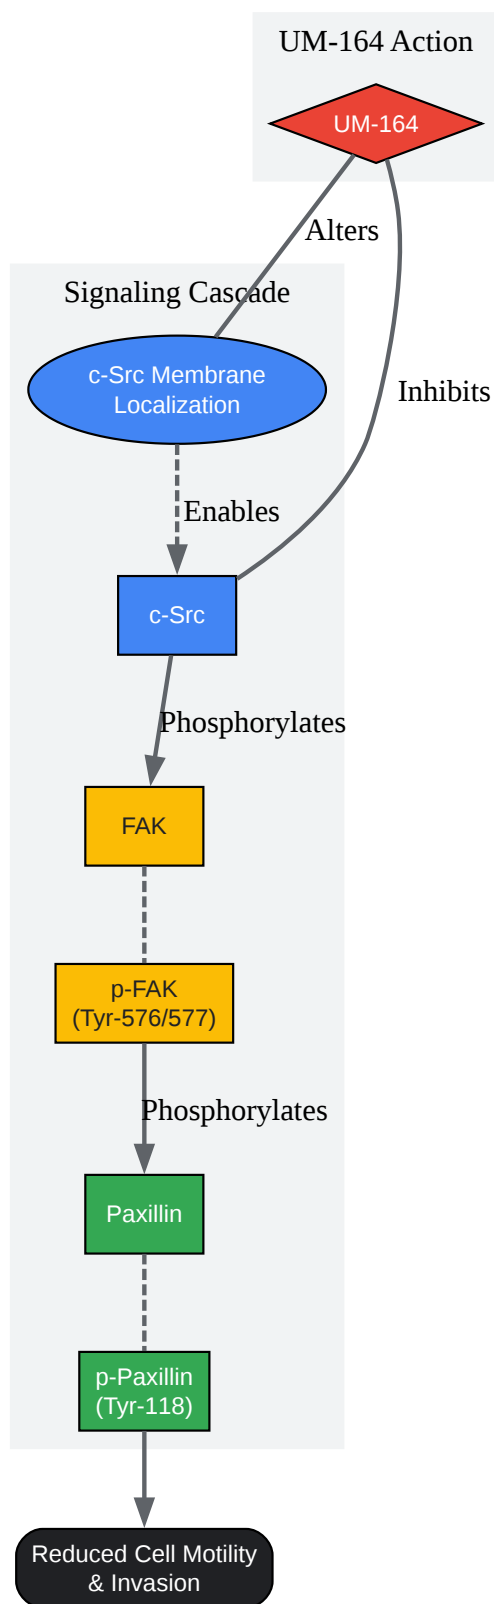 UM-164 Action
UM-164
Alters
Signaling Cascade
c-Src Membrane
Localization
Inhibits
Enables
c-Src
Phosphorylates
FAK
p-FAK
(Tyr-576/577)
Phosphorylates
Paxillin
p-Paxillin
(Tyr-118)
Reduced Cell Motility
& Invasion